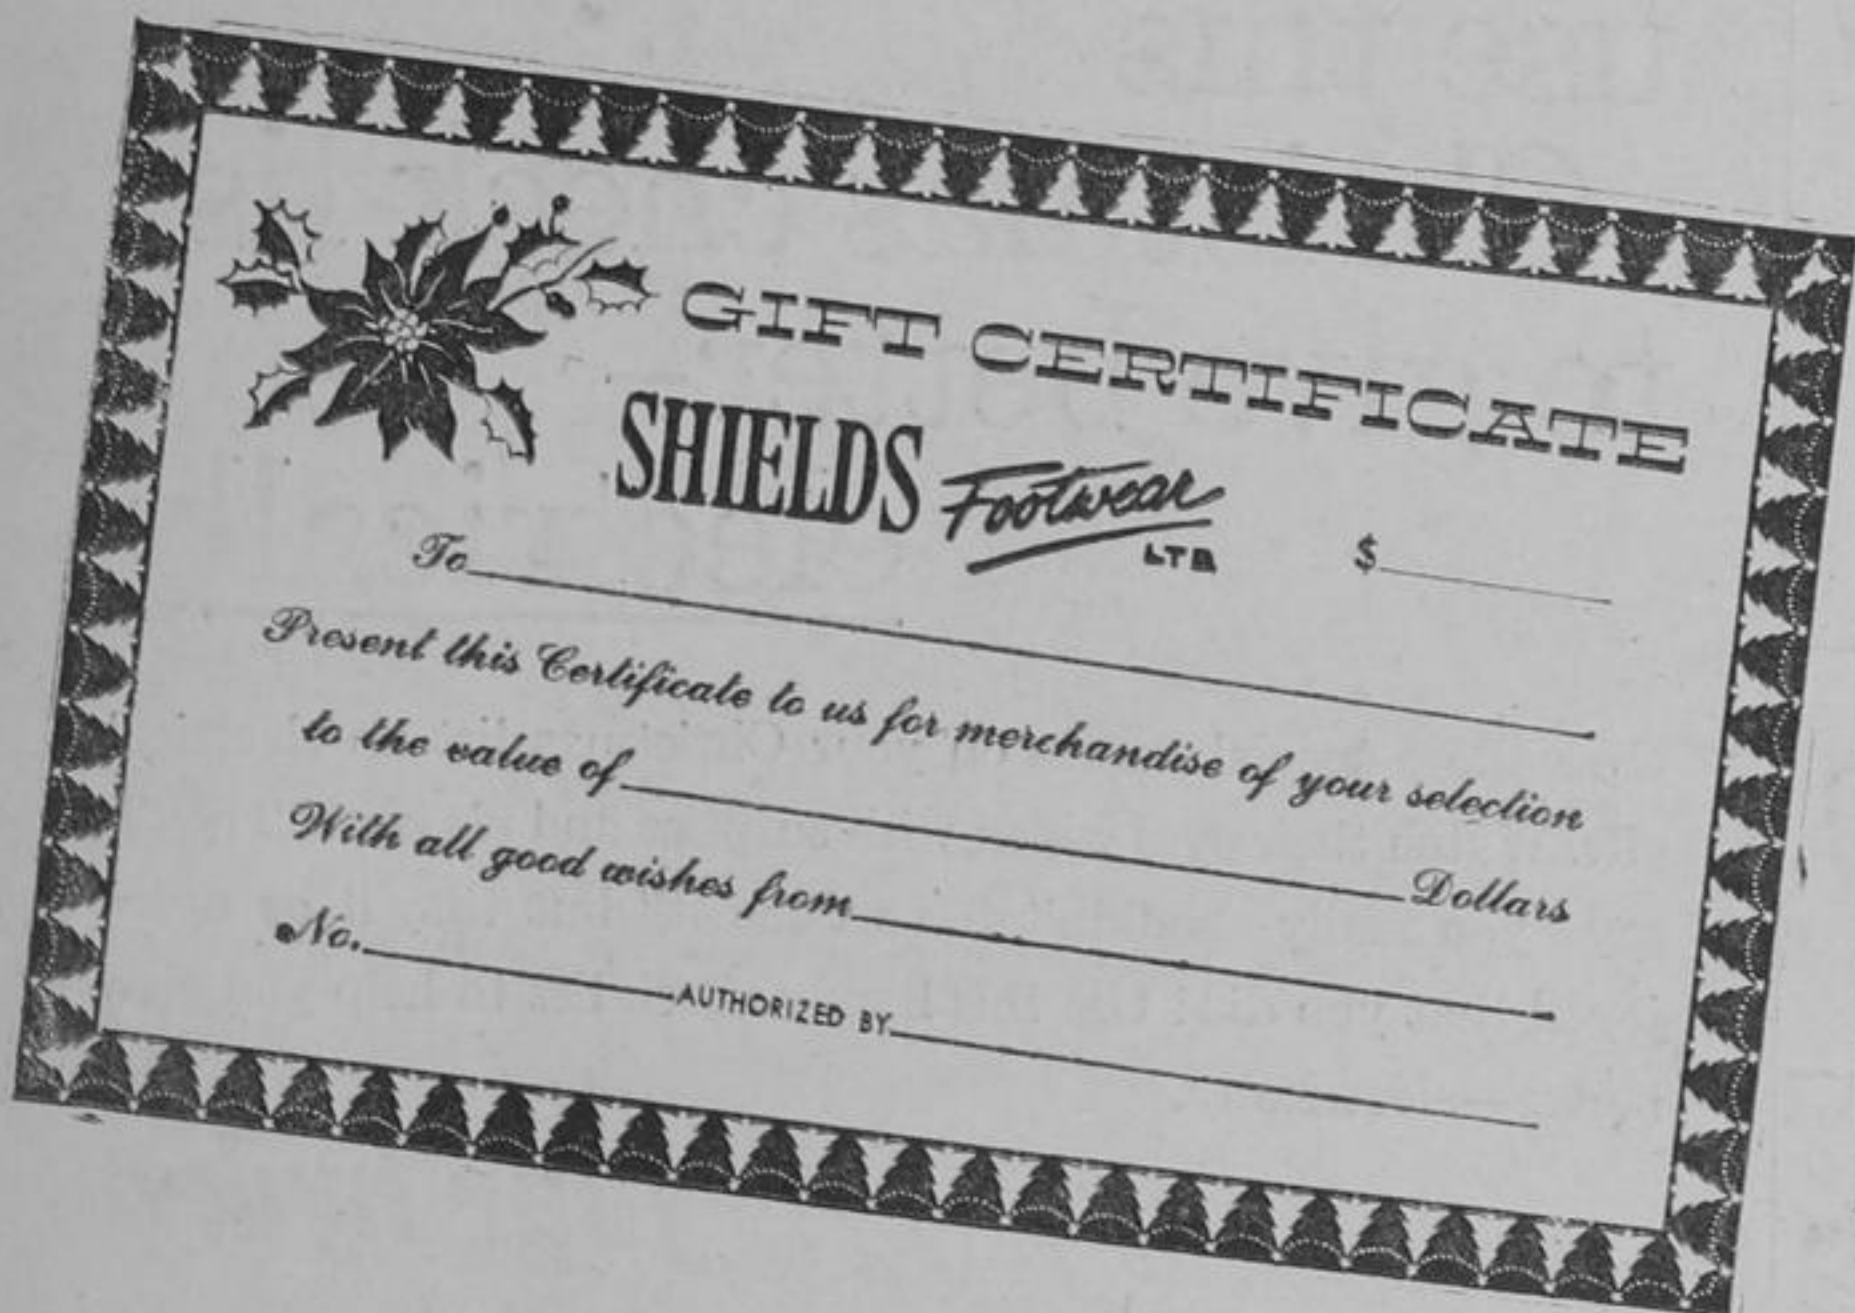 GIFT CERTIFICATE
SHIELDS Footwear LTD
$
To
Present this Certificate to us for merchandise of your selection
to the value of Dollars
With all good wishes from
No. AUTHORIZED BY